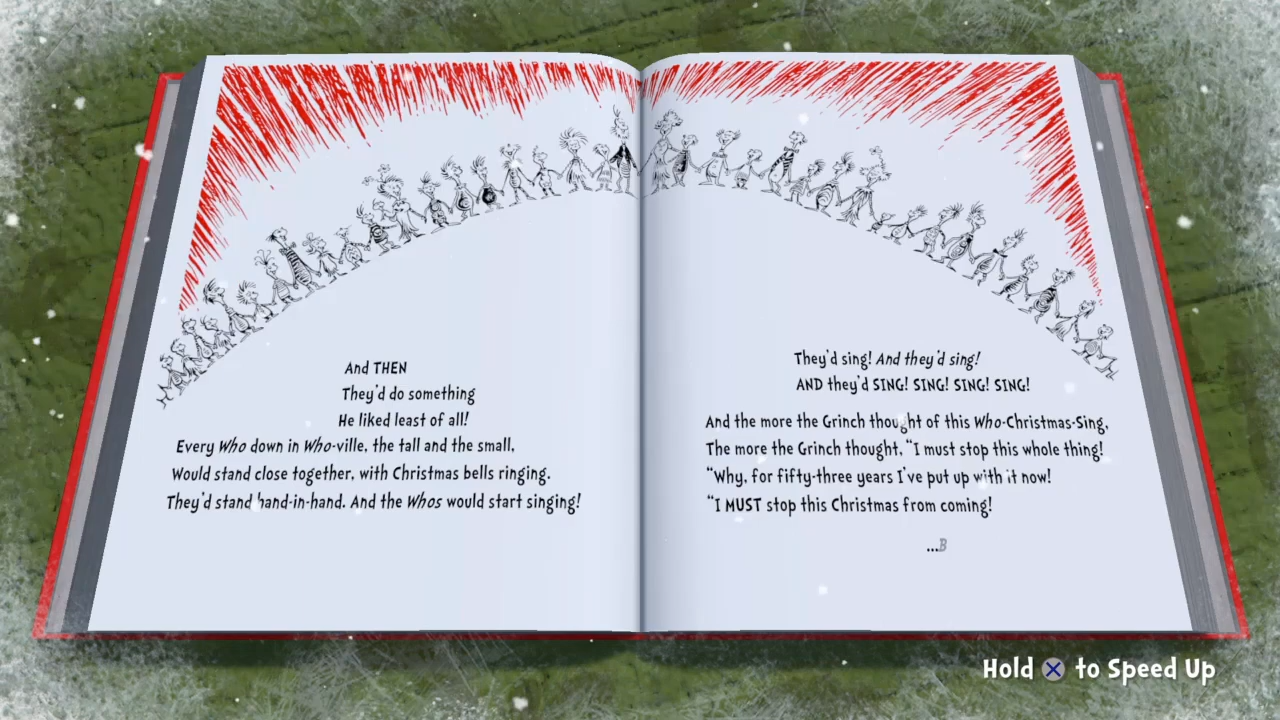 And THEN
They'd do something
He liked least of all!
Every Who down in Who-ville, the tall and the small,
Would stand close together, with Christmas bells ringing.
They'd stand hand-in-hand. And the Whos would start singing!
They'd sing! And they'd sing!
AND they'd SING! SING! SING! SING!
And the more the Grinch thought of this Who-Christmas-Sing,
The more the Grinch thought, “I must stop this whole thing!
“Why, for fifty-three years I've put up with it now!
“I MUST stop this Christmas from coming!
...B
Hold ⓧ to Speed Up